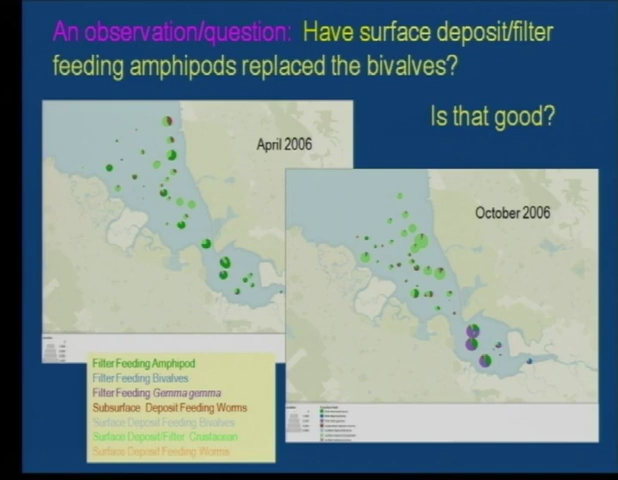 An observation/question: Have surface deposit/filter
feeding amphipods replaced the bivalves?
Is that good?
April 2006
October 2006
Filter Feeding Amphipod
Filter Feeding Bivalves
Filter Feeding Gemma gemma
Subsurface Deposit Feeding Worms
Surface Deposit Feeding Bivalves
Surface Deposit/Filter Crustacean
Surface Deposit Feeding Worms